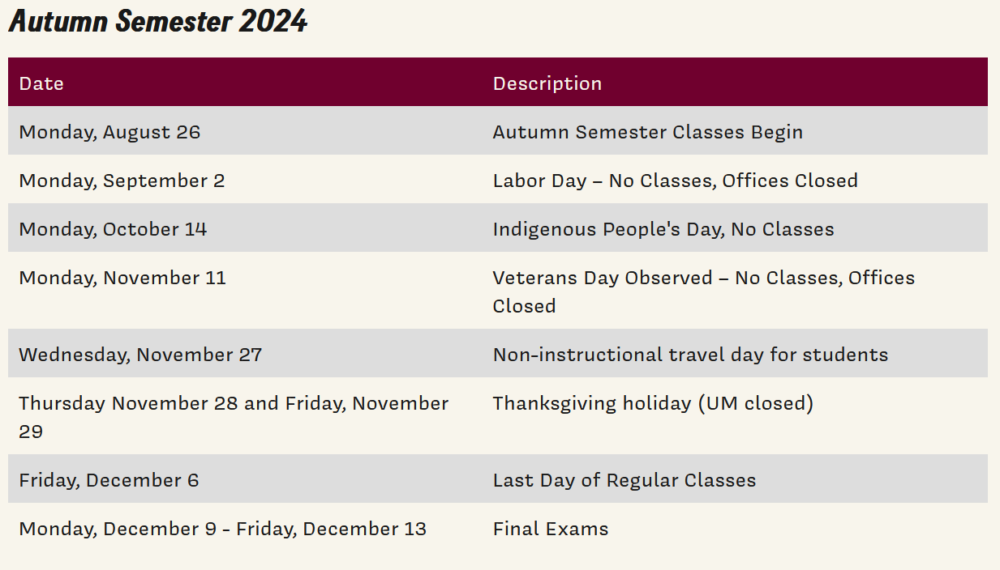 Autumn Semester 2024
Date Description
Monday, August 26 Autumn Semester Classes Begin
Monday, September 2 Labor Day – No Classes, Offices Closed
Monday, October 14 Indigenous People's Day, No Classes
Monday, November 11 Veterans Day Observed – No Classes, Offices
Closed
Wednesday, November 27 Non-instructional travel day for students
Thursday November 28 and Friday, November Thanksgiving holiday (UM closed)
29
Friday, December 6 Last Day of Regular Classes
Monday, December 9 - Friday, December 13 Final Exams